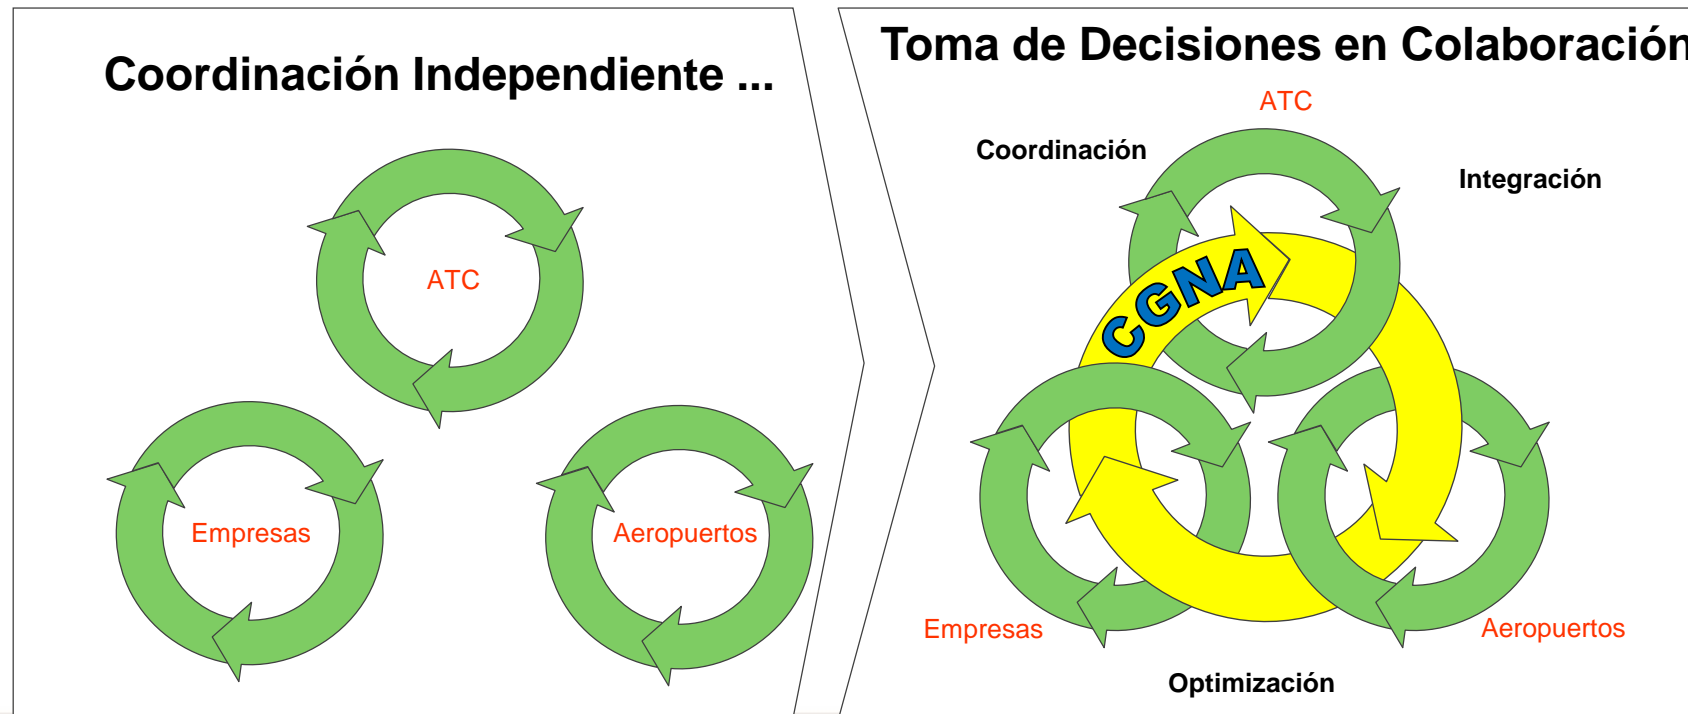 Coordinación Independiente ...
ATC
Empresas
Aeropuertos
Toma de Decisiones en Colaboración
ATC
Coordinación
Integración
CGNA
Empresas
Aeropuertos
Optimización